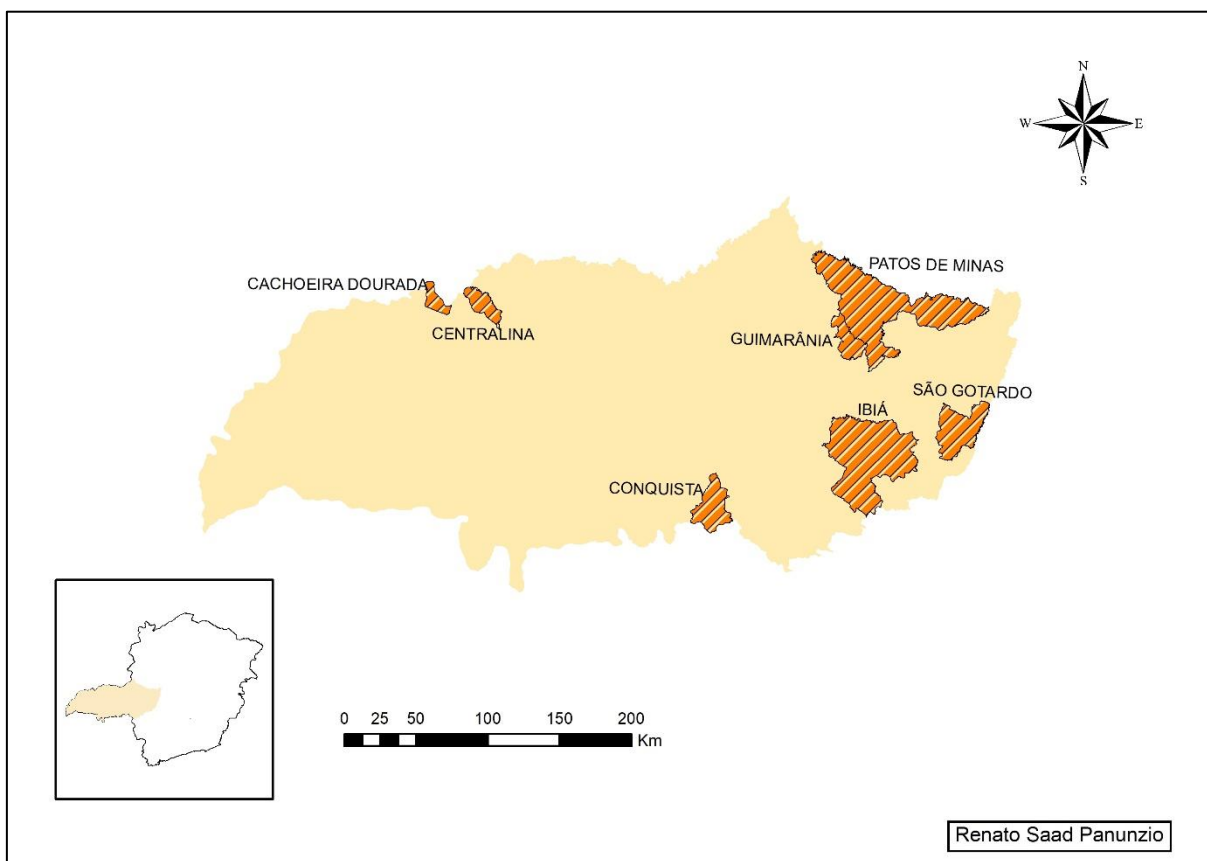 N
W
E
S
PATOS DE MINAS
CACHOEIRA DOURADA
CENTRALINA
GUIMARÂNIA
SÃO GOTARDO
IBIÁ
CONQUISTA
0 25 50 100 150 200
Km
Renato Saad Panunzio